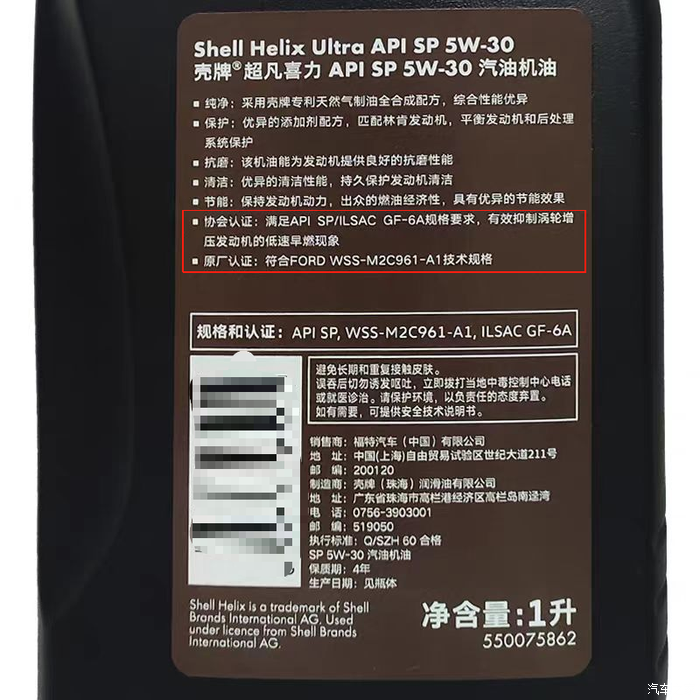 Shell Helix Ultra API SP 5W-30
壳牌®超凡喜力 API SP 5W-30 汽油机油
▪ 纯净：采用壳牌专利天然气制油全合成配方，综合性能优异
▪ 保护：优异的添加剂配方，匹配林肯发动机，平衡发动机和后处理
系统保护
▪ 抗磨：该机油能为发动机提供良好的抗磨性能
▪ 清洁：优异的清洁性能，持久保护发动机清洁
▪ 节能：保持发动机动力，出众的燃油经济性，具有优异的节能效果
▪ 协会认证：满足API SP/ILSAC GF-6A规格要求，有效抑制涡轮增
压发动机的低速早燃现象
▪ 原厂认证：符合FORD WSS-M2C961-A1技术规格
规格和认证：API SP, WSS-M2C961-A1, ILSAC GF-6A
避免长期和重复接触皮肤。
误吞后切勿诱发呕吐，立即拨打当地中毒控制中心电话
或就医诊治。请保护环境，以负责任的态度弃置。
如有需要，可提供安全技术说明书。
销售商：福特汽车（中国）有限公司
地 址：中国(上海)自由贸易试验区世纪大道211号
邮 编：200120
制造商：壳牌（珠海）润滑油有限公司
地 址：广东省珠海市高栏港经济区高栏岛南迳湾
电 话：0756-3903001
邮 编：519050
执行标准：Q/SZH 60 合格
SP 5W-30 汽油机油
保质期：4年
生产日期：见瓶体
Shell Helix is a trademark of Shell
Brands International AG. Used
under licence from Shell Brands
International AG.
净含量:1升
550075862
汽车